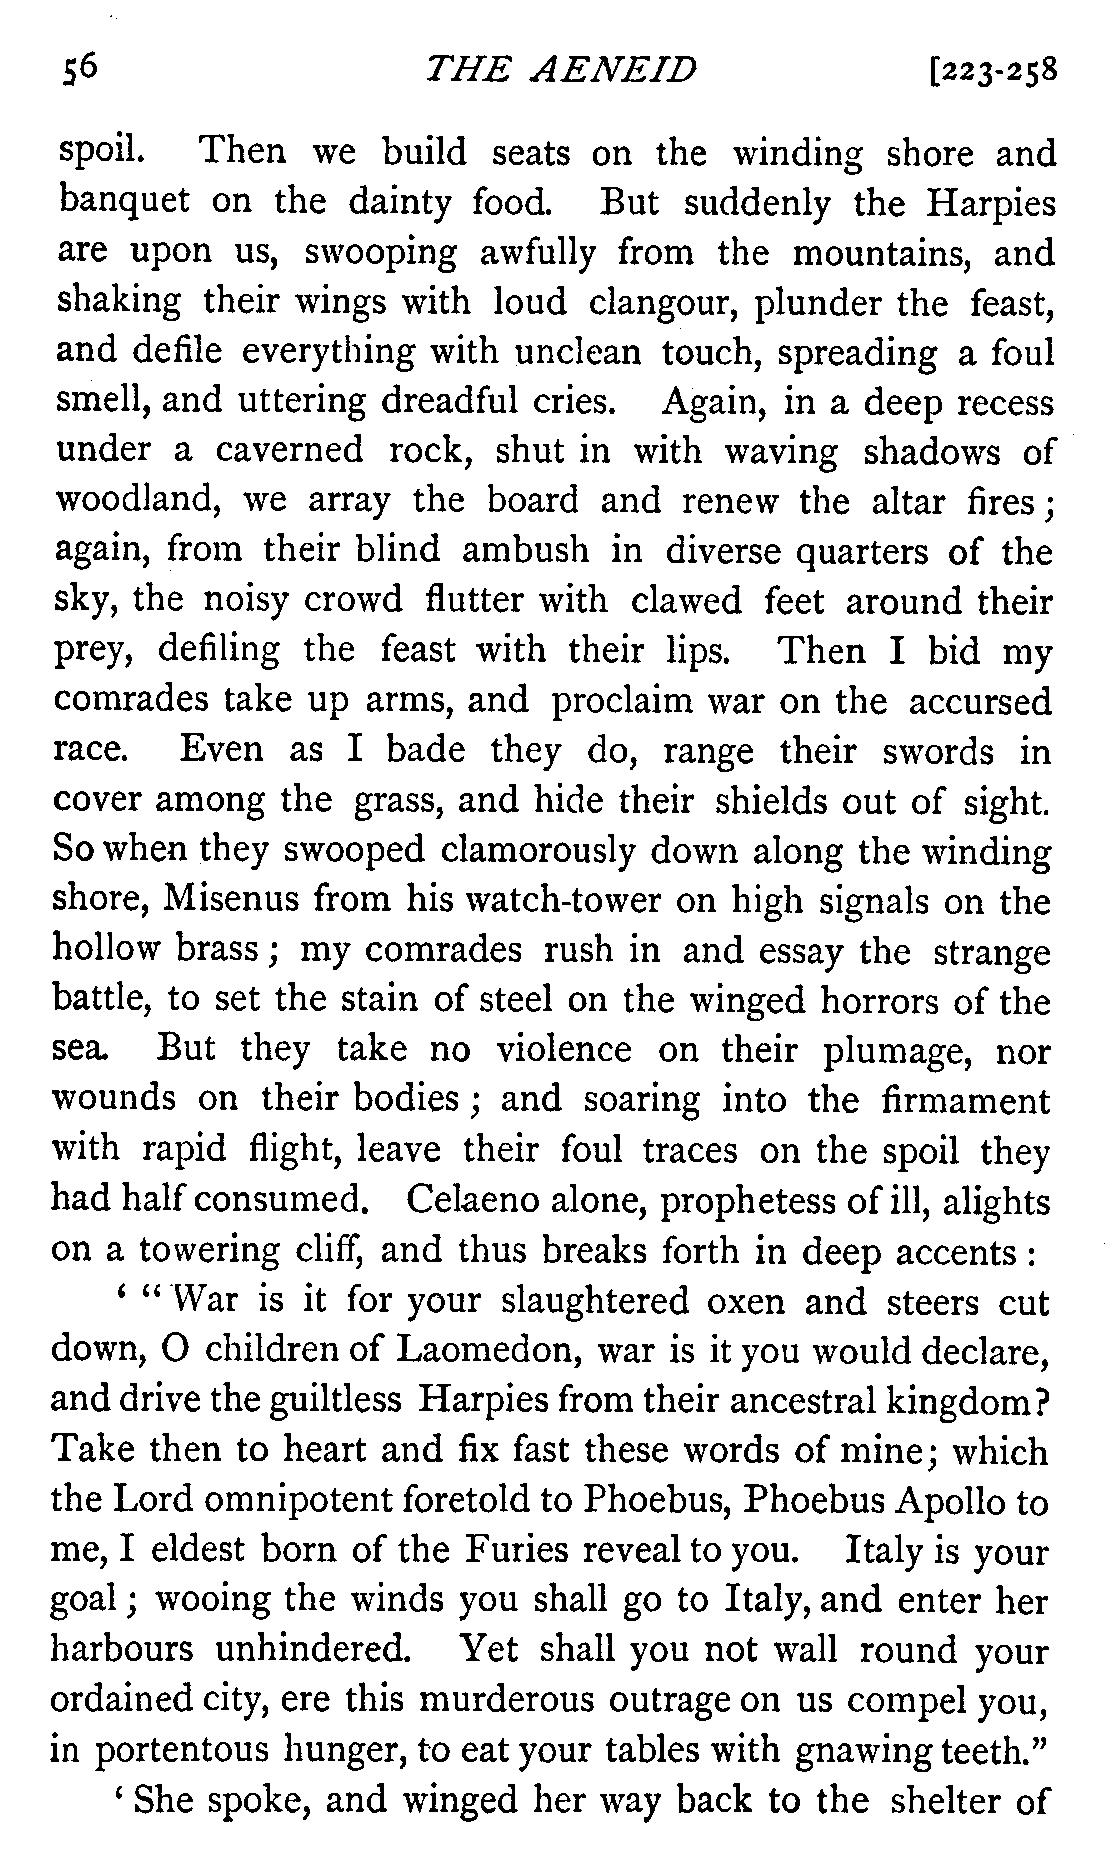 56 THE AENEID [223-258
spoil. Then we build seats on the winding shore and
banquet on the dainty food. But suddenly the Harpies
are upon us, swooping awfully from the mountains, and
shaking their wings with loud clangour, plunder the feast,
and defile everything with unclean touch, spreading a foul
smell, and uttering dreadful cries. Again, in a deep recess
under a caverned rock, shut in with waving shadows of
woodland, we array the board and renew the altar fires ;
again, from their blind ambush in diverse quarters of the
sky, the noisy crowd flutter with clawed feet around their
prey, defiling the feast with their lips. Then I bid my
comrades take up arms, and proclaim war on the accursed
race. Even as I bade they do, range their swords in
cover among the grass, and hide their shields out of sight.
So when they swooped clamorously down along the winding
shore, Misenus from his watch-tower on high signals on the
hollow brass ; my comrades rush in and essay the strange
battle, to set the stain of steel on the winged horrors of the
sea. But they take no violence on their plumage, nor
wounds on their bodies ; and soaring into the firmament
with rapid flight, leave their foul traces on the spoil they
had half consumed. Celaeno alone, prophetess of ill, alights
on a towering cliff, and thus breaks forth in deep accents :
‘ “ War is it for your slaughtered oxen and steers cut
down, O children of Laomedon, war is it you would declare,
and drive the guiltless Harpies from their ancestral kingdom?
Take then to heart and fix fast these words of mine; which
the Lord omnipotent foretold to Phoebus, Phoebus Apollo to
me, I eldest born of the Furies reveal to you. Italy is your
goal ; wooing the winds you shall go to Italy, and enter her
harbours unhindered. Yet shall you not wall round your
ordained city, ere this murderous outrage on us compel you,
in portentous hunger, to eat your tables with gnawing teeth.”
‘ She spoke, and winged her way back to the shelter of